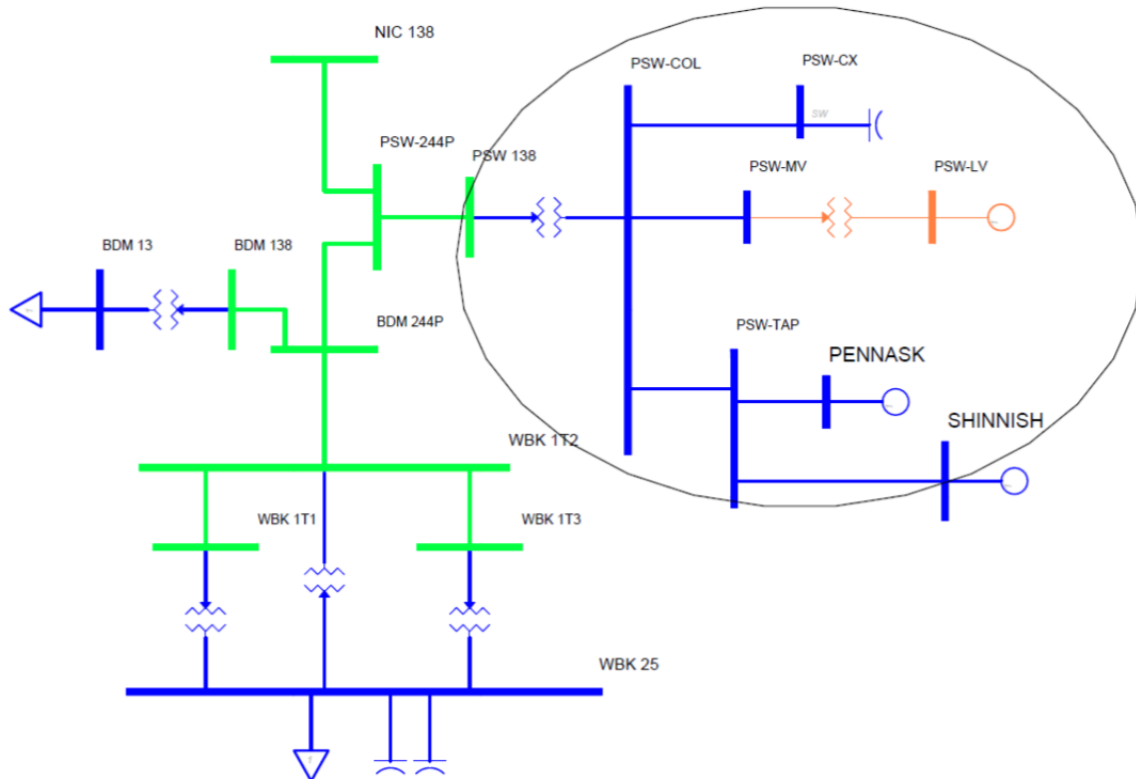 NIC 138
PSW-COL
PSW-CX
SW
PSW-244P
PSW 138
PSW-MV
PSW-LV
BDM 13
BDM 138
BDM 244P
PSW-TAP
PENNASK
SHINNISH
WBK 1T2
WBK 1T1
WBK 1T3
WBK 25